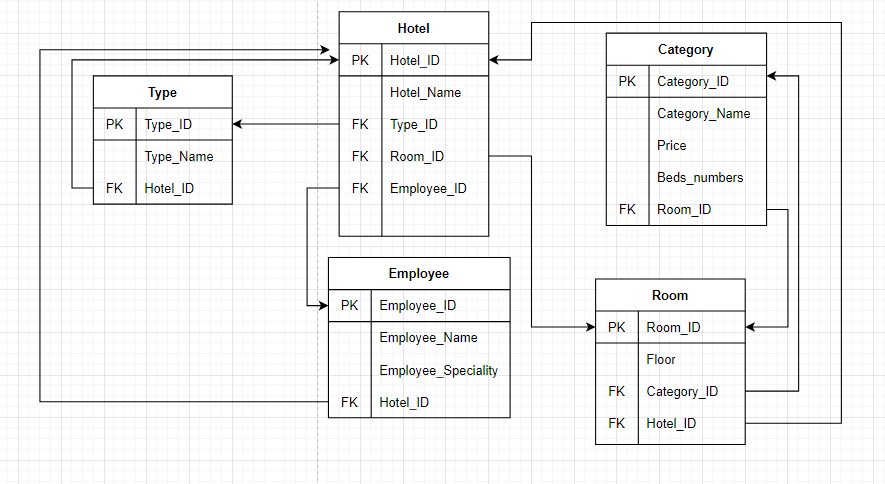 Hotel
PK Hotel_ID
Hotel_Name
FK Type_ID
FK Room_ID
FK Employee_ID
Category
PK Category_ID
Category_Name
Price
Beds_numbers
FK Room_ID
Type
PK Type_ID
Type_Name
FK Hotel_ID
Employee
PK Employee_ID
Employee_Name
Employee_Speciality
FK Hotel_ID
Room
PK Room_ID
Floor
FK Category_ID
FK Hotel_ID